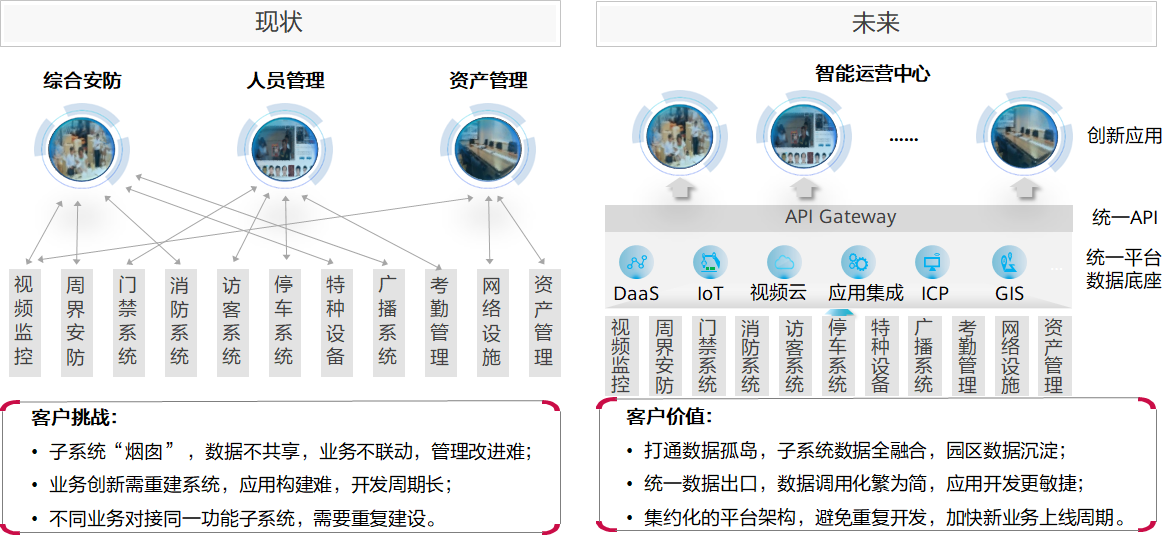 现状
综合安防 人员管理 资产管理
视频监控 周界安防 门禁系统 消防系统 访客系统 停车系统 特种设备 广播系统 考勤管理 网络设施 资产管理
客户挑战：
• 子系统“烟囱”，数据不共享，业务不联动，管理改进难；
• 业务创新需重建系统，应用构建难，开发周期长；
• 不同业务对接同一功能子系统，需要重复建设。
未来
智能运营中心
...... 创新应用
API Gateway 统一API
统一平台
数据底座
...
DaaS IoT 视频云 应用集成 ICP GIS
视频监控 周界安防 门禁系统 消防系统 访客系统 停车系统 特种设备 广播系统 考勤管理 网络设施 资产管理
客户价值：
• 打通数据孤岛，子系统数据全融合，园区数据沉淀；
• 统一数据出口，数据调用化繁为简，应用开发更敏捷；
• 集约化的平台架构，避免重复开发，加快新业务上线周期。